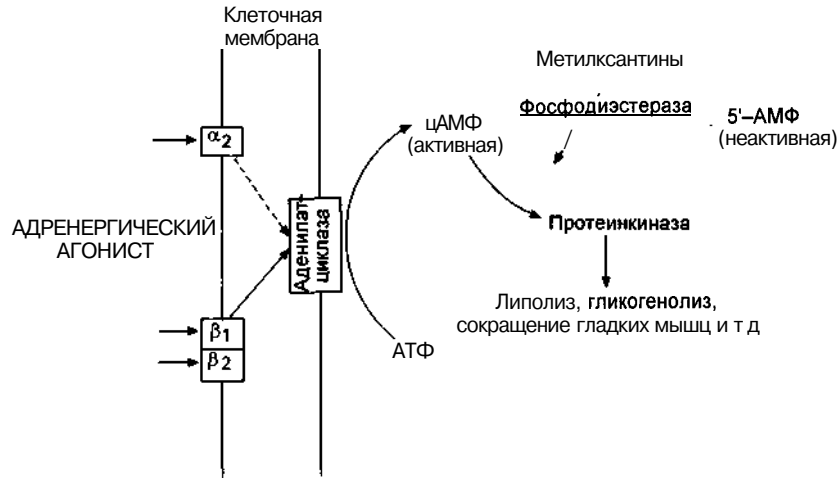 Клеточная
мембрана
Метилксантины
Фосфодиэстераза
цАМФ
(активная)
5'–АМФ
(неактивная)
α2
АДРЕНЕРГИЧЕСКИЙ
АГОНИСТ
Аденилат-
циклаза
Протеинкиназа
Липолиз, гликогенолиз,
сокращение гладких мышц и т д
β1
β2
АТФ